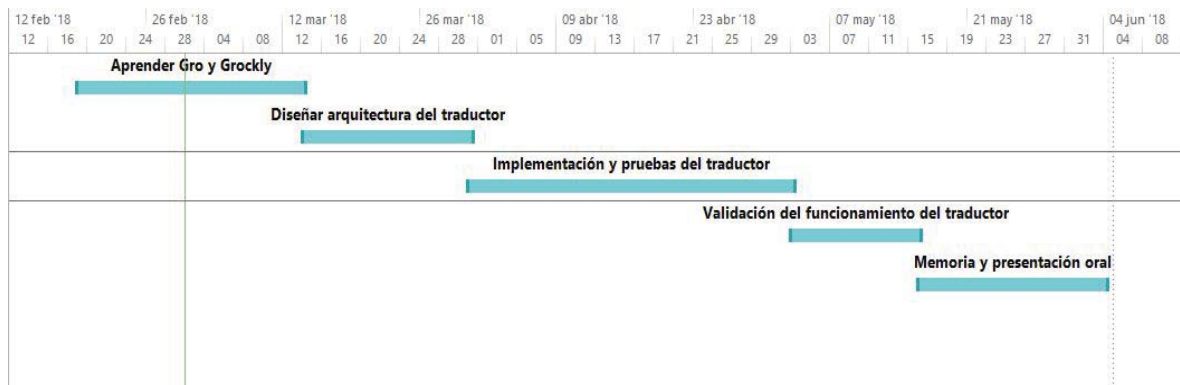 12 feb '18 26 feb '18 12 mar '18 26 mar '18 09 abr '18 23 abr '18 07 may '18 21 may '18 04 jun '18
12 16 20 24 28 04 08 12 16 20 24 28 01 05 09 13 17 21 25 29 03 07 11 15 19 23 27 31 04 08
Aprender Gro y Grockly
Diseñar arquitectura del traductor
Implementación y pruebas del traductor
Validación del funcionamiento del traductor
Memoria y presentación oral